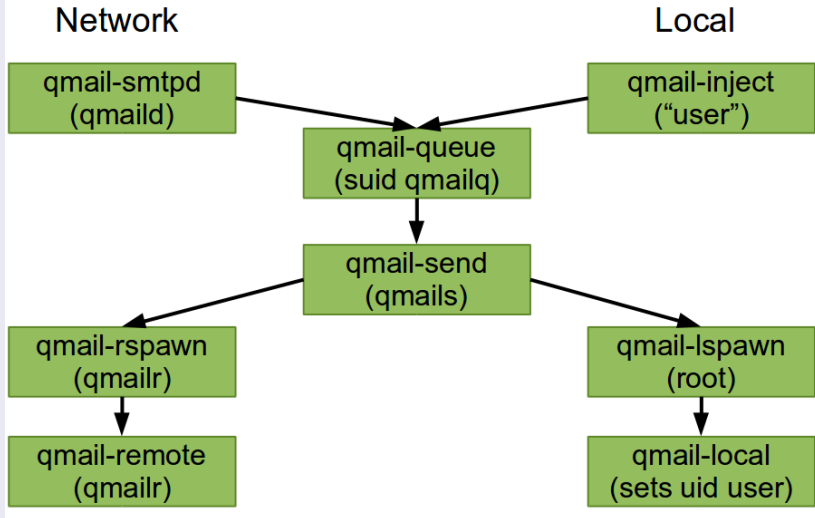 Network
Local
qmail-smtpd
(qmaild)
qmail-inject
(“user”)
qmail-queue
(suid qmailq)
qmail-send
(qmails)
qmail-rspawn
(qmailr)
qmail-lspawn
(root)
qmail-remote
(qmailr)
qmail-local
(sets uid user)